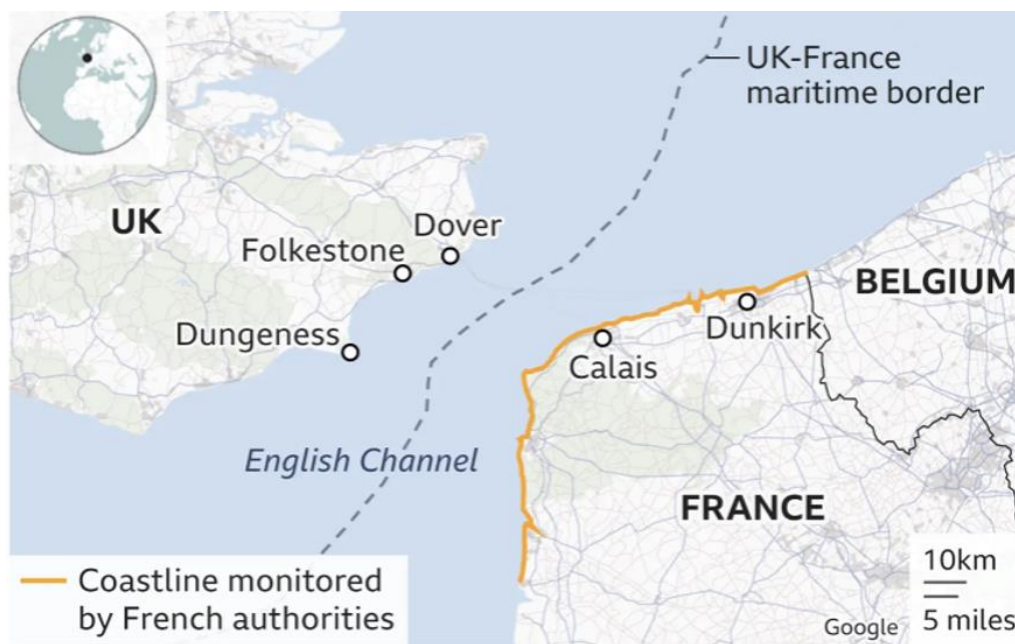 UK-France
maritime border
UK
Dover
Folkestone
BELGIUM
Dungeness
Dunkirk
Calais
English Channel
FRANCE
Coastline monitored
by French authorities
10km
5 miles
Google